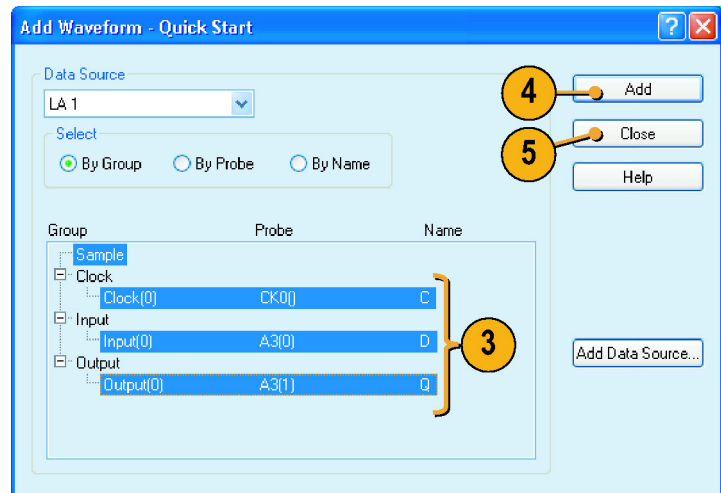 Add Waveform - Quick Start
Data Source
LA 1
Select
By Group By Probe By Name
4
Add
5
Close
Help
Group Probe Name
Sample
Clock
Clock(0) CK0() C
Input
Input(0) A3(0) D
Output
Output(0) A3(1) Q
3
Add Data Source...